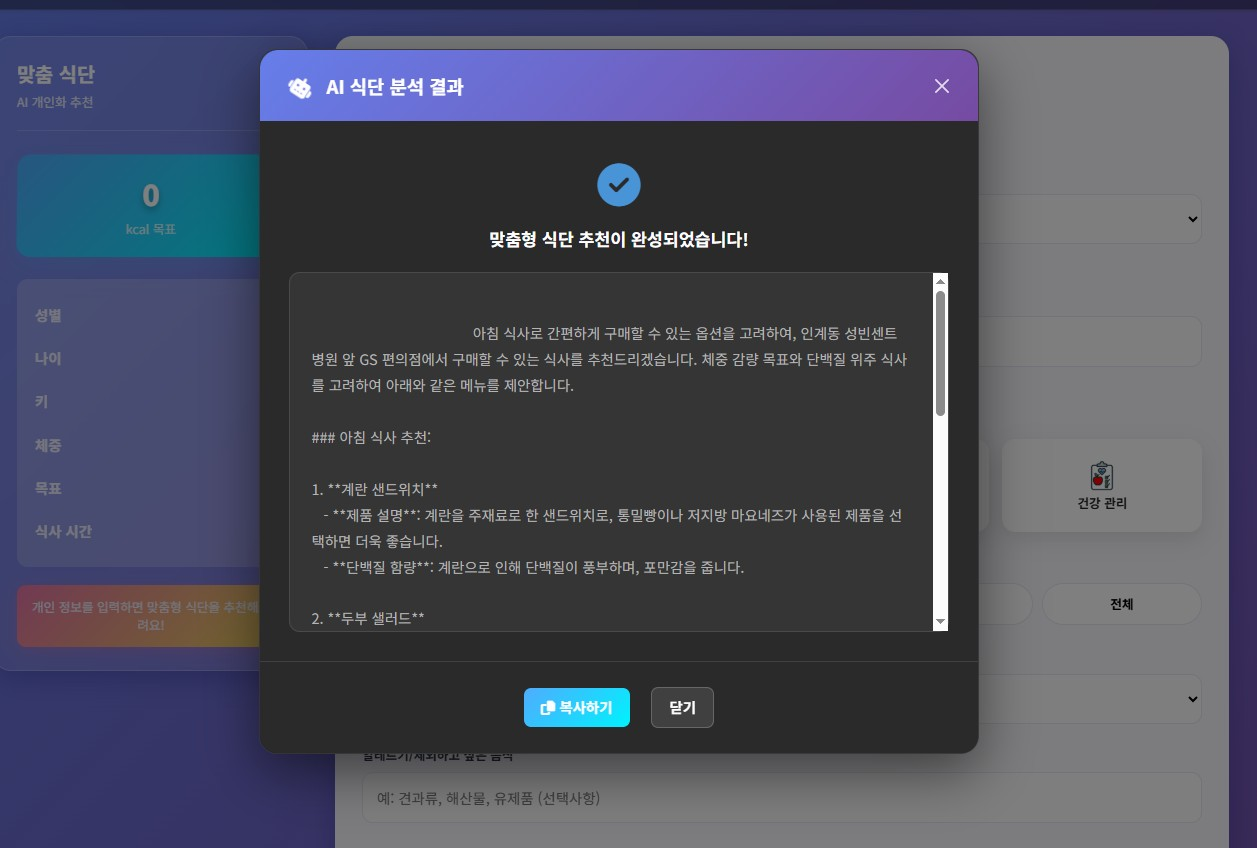 맞춤 식단
AI 개인화 추천
0
kcal 목표
성별
나이
키
체중
목표
식사 시간
개인 정보를 입력하면 맞춤형 식단을 추천해
려요!
AI 식단 분석 결과
맞춤형 식단 추천이 완성되었습니다!
아침 식사로 간편하게 구매할 수 있는 옵션을 고려하여, 인계동 성빈센트
병원 앞 GS 편의점에서 구매할 수 있는 식사를 추천드리겠습니다. 체중 감량 목표와 단백질 위주 식사
를 고려하여 아래와 같은 메뉴를 제안합니다.
### 아침 식사 추천:
1. **계란 샌드위치**
- **제품 설명**: 계란을 주재료로 한 샌드위치로, 통밀빵이나 저지방 마요네즈가 사용된 제품을 선
택하면 더욱 좋습니다.
- **단백질 함량**: 계란으로 인해 단백질이 풍부하며, 포만감을 줍니다.
2. **두부 샐러드**
복사하기
닫기
건강 관리
전체
알레르기/제외하고 싶은 음식
예: 견과류, 해산물, 유제품 (선택사항)